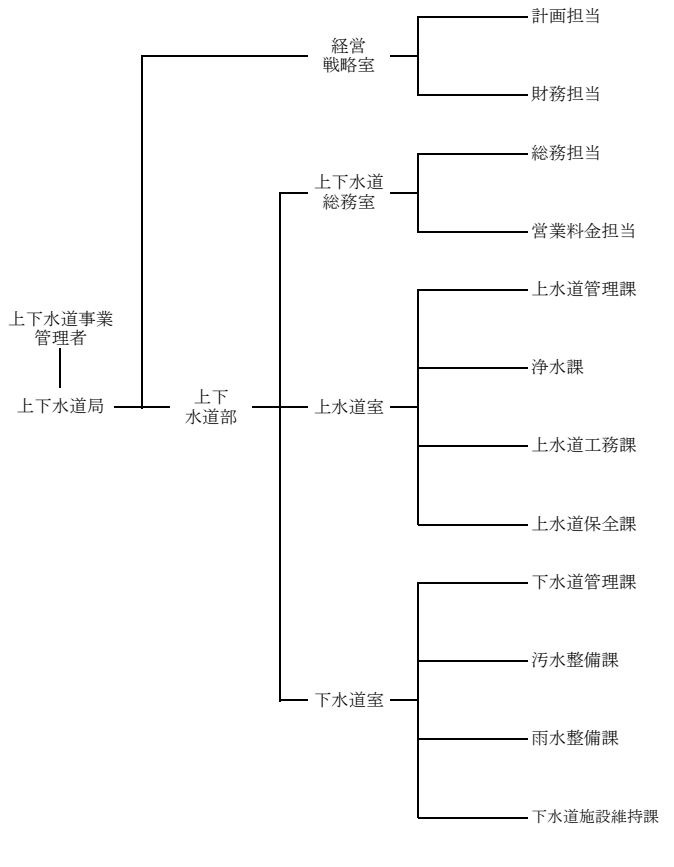 上下水道事業
管理者
上下水道局
経営
戦略室
計画担当
財務担当
上下
水道部
上下水道
総務室
総務担当
営業料金担当
上水道室
上水道管理課
浄水課
上水道工務課
上水道保全課
下水道室
下水道管理課
汚水整備課
雨水整備課
下水道施設維持課